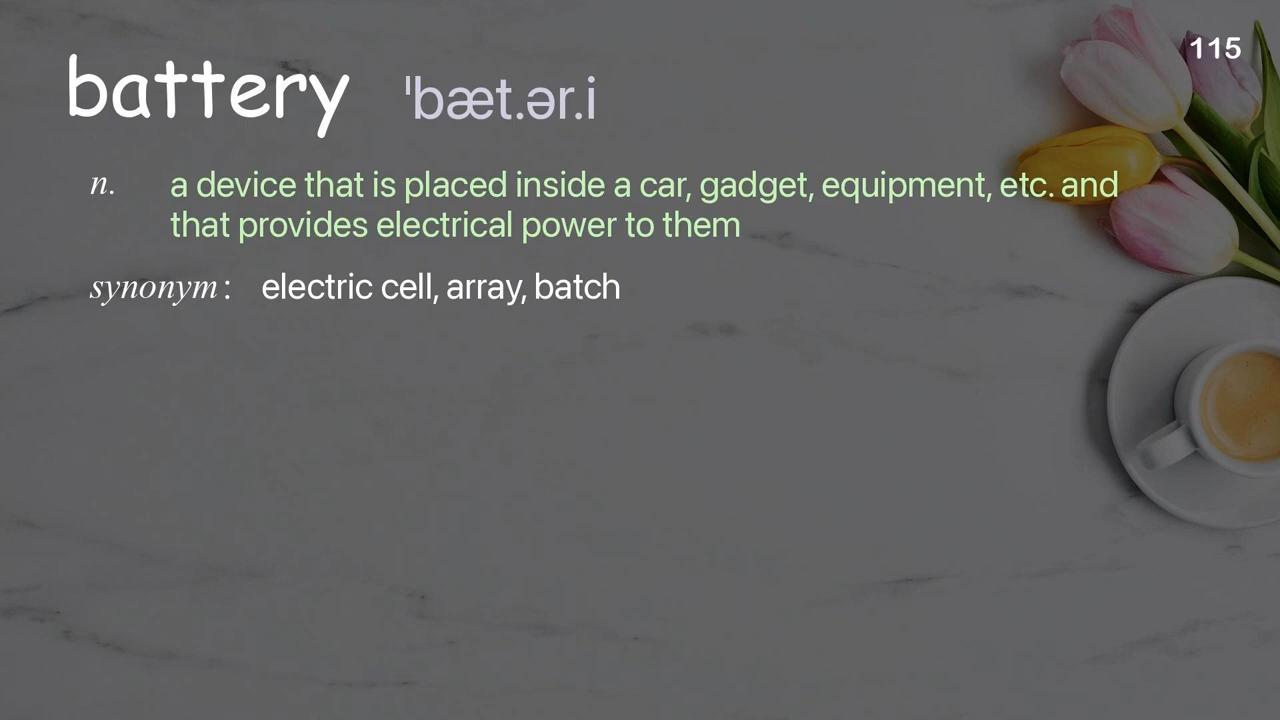 115
battery ˈbæt.ər.i
n. a device that is placed inside a car, gadget, equipment, etc. and
that provides electrical power to them
synonym: electric cell, array, batch